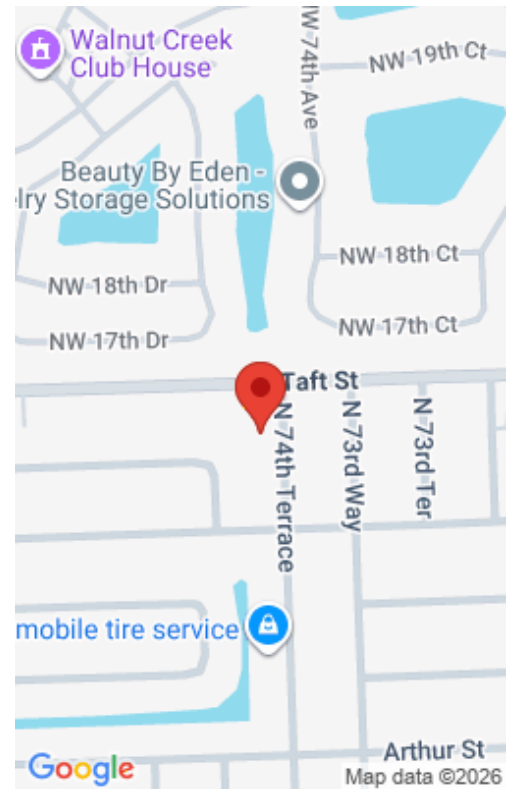 Walnut Creek
Club House
NW 74th Ave
NW 19th Ct
Beauty By Eden -
lry Storage Solutions
NW 18th Dr
NW 18th Ct
NW 17th Dr
NW 17th Ct
Taft St
N 74th Terrace
N 73rd Way
N 73rd Ter
mobile tire service
Arthur St
Google
Map data ©2026